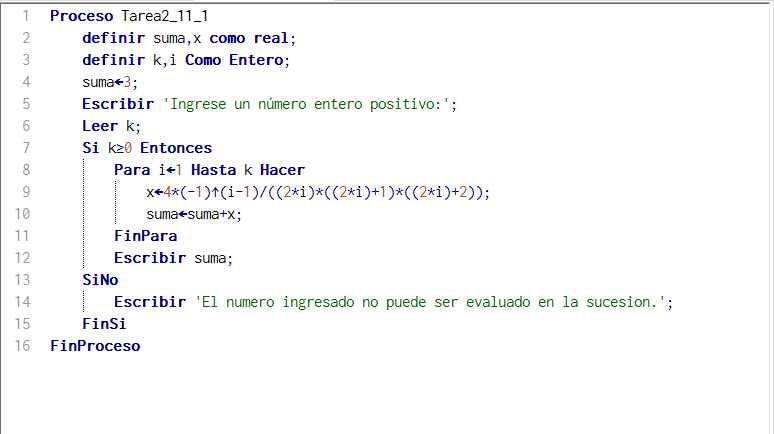 1 Proceso Tarea2_11_1
2 definir suma,x como real;
3 definir k,i Como Entero;
4 suma←3;
5 Escribir 'Ingrese un número entero positivo:';
6 Leer k;
7 Si k≥0 Entonces
8 Para i←1 Hasta k Hacer
9 x←4*(-1)↑(i-1)/((2*i)*((2*i)+1)*((2*i)+2));
10 suma←suma+x;
11 FinPara
12 Escribir suma;
13 SiNo
14 Escribir 'El numero ingresado no puede ser evaluado en la sucesion.';
15 FinSi
16 FinProceso